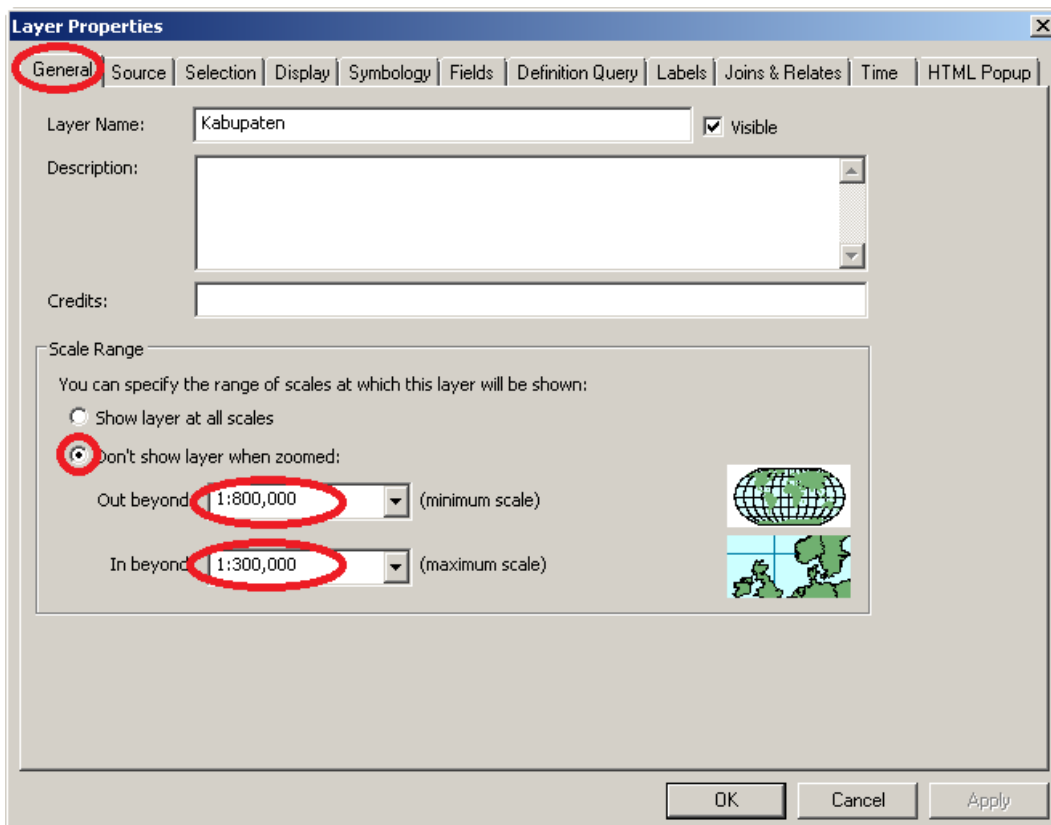 Layer Properties
General Source Selection Display Symbology Fields Definition Query Labels Joins & Relates Time HTML Popup
Layer Name: Kabupaten Visible
Description:
Credits:
Scale Range
You can specify the range of scales at which this layer will be shown:
Show layer at all scales
Don't show layer when zoomed:
Out beyond 1:800,000 (minimum scale)
In beyond 1:300,000 (maximum scale)
OK Cancel Apply